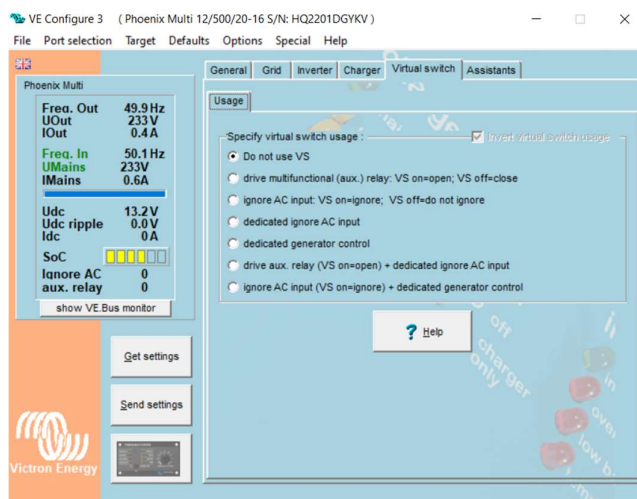 VE Configure 3 ( Phoenix Multi 12/500/20-16 S/N: HQ2201DGYKV )
File Port selection Target Defaults Options Special Help
General Grid Inverter Charger Virtual switch Assistants
Phoenix Multi
Freq. Out 49.9 Hz
UOut 233 V
IOut 0.4 A
Freq. In 50.1 Hz
UMains 233V
IMains 0.6A
Udc 13.2 V
Udc ripple 0.0 V
Idc 0 A
SoC
Ignore AC 0
aux. relay 0
show VE.Bus monitor
Get settings
Send settings
Victron Energy
Usage
Specify virtual switch usage :
Invert virtual switch usage
Do not use VS
drive multifunctional (aux.) relay: VS on=open; VS off=close
ignore AC input: VS on=ignore; VS off=do not ignore
dedicated ignore AC input
dedicated generator control
drive aux. relay (VS on=open) + dedicated ignore AC input
ignore AC input (VS on=ignore) + dedicated generator control
? Help
off
charger
only
in
over
low b.